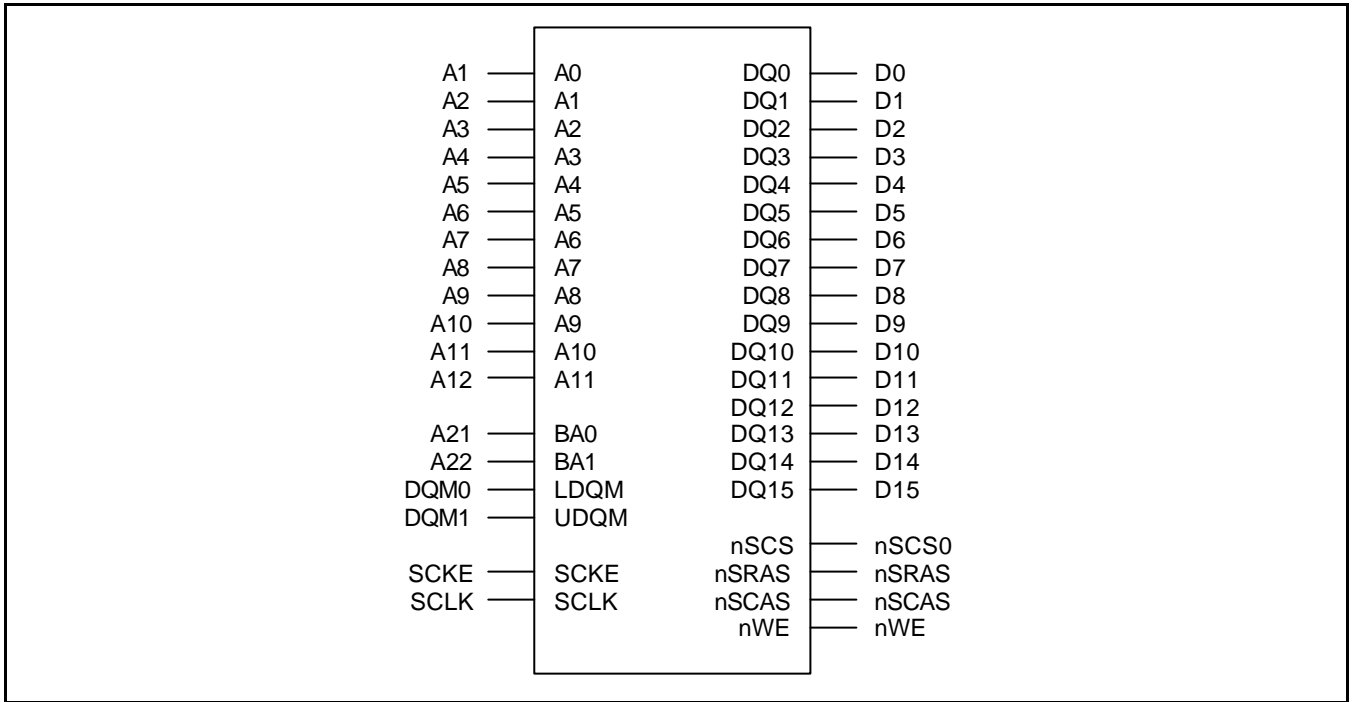 A1 A0 DQ0 D0
A2 A1 DQ1 D1
A3 A2 DQ2 D2
A4 A3 DQ3 D3
A5 A4 DQ4 D4
A6 A5 DQ5 D5
A7 A6 DQ6 D6
A8 A7 DQ7 D7
A9 A8 DQ8 D8
A10 A9 DQ9 D9
A11 A10 DQ10 D10
A12 A11 DQ11 D11
DQ12 D12
A21 BA0 DQ13 D13
A22 BA1 DQ14 D14
DQM0 LDQM DQ15 D15
DQM1 UDQM
nSCS nSCS0
SCKE SCKE nSRAS nSRAS
SCLK SCLK nSCAS nSCAS
nWE nWE